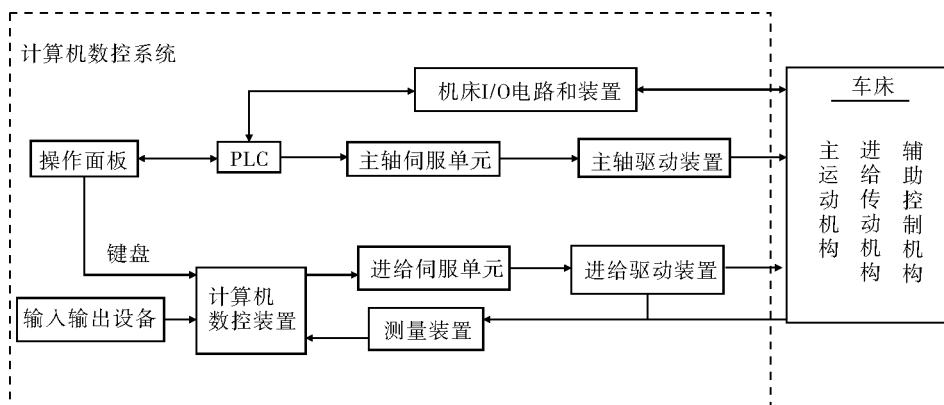 计算机数控系统
机床I/O电路和装置
车床
操作面板
PLC
主轴伺服单元
主轴驱动装置
主运动机构
进给传动机构
辅助控制机构
键盘
进给伺服单元
进给驱动装置
计算机
数控装置
输入输出设备
测量装置